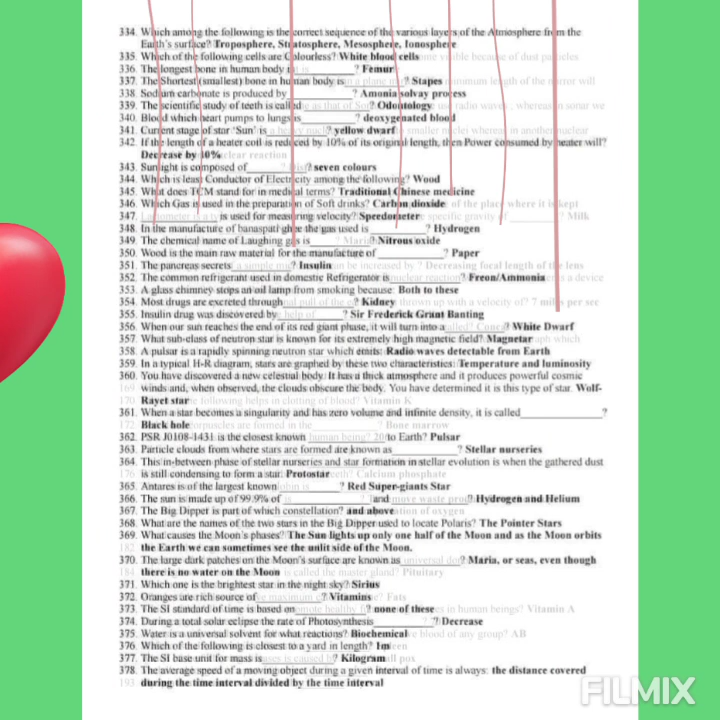 334. Which among the following is the correct sequence of the various layers of the Atmosphere from the
Earth's surface? Troposphere, Stratosphere, Mesosphere, Ionosphere
335. Which of the following cells are Colourless? White blood cells
336. The longest bone in human body is ? Femur
337. The Shortest (smallest) bone in human body is ? Stapes
338. Sodium carbonate is produced by ? Amonia solvay process
339. The scientific study of teeth is called ? Odontology
340. Blood which heart pumps to lungs is ? deoxygenated blood
341. Current stage of star 'Sun' is ? yellow dwarf
342. If the length of a heater coil is reduced by 10% of its original length, then Power consumed by heater will?
Decrease by 10%
343. Sunlight is composed of ? seven colours
344. Which is least Conductor of Electricity among the following? Wood
345. What does TCM stand for in medical terms? Traditional Chinese medicine
346. Which Gas is used in the preparation of Soft drinks? Carbon dioxide
347. is used for measuring velocity? Speedometer
348. In the manufacture of banaspati ghee the gas used is ? Hydrogen
349. The chemical name of Laughing gas is ? Nitrous oxide
350. Wood is the main raw material for the manufacture of ? Paper
351. The pancreas secretes ? Insulin
352. The common refrigerant used in domestic Refrigerator is ? Freon/Ammonia
353. A glass chimney stops an oil lamp from smoking because: Both to these
354. Most drugs are excreted through ? Kidney
355. Insulin drug was discovered by ? Sir Frederick Grant Banting
356. When our sun reaches the end of its red giant phase, it will turn into a ? White Dwarf
357. What sub-class of neutron star is known for its extremely high magnetic field? Magnetar
358. A pulsar is a rapidly spinning neutron star which emits: Radio waves detectable from Earth
359. In a typical H-R diagram, stars are graphed by these two characteristics: Temperature and luminosity
360. You have discovered a new celestial body. It has a thick atmosphere and it produces powerful cosmic
winds and, when observed, the clouds obscure the body. You have determined it is this type of star. Wolf-
Rayet star
361. When a star becomes a singularity and has zero volume and infinite density, it is called ?
Black hole
362. PSR J0108-1431 is the closest known to Earth? Pulsar
363. Particle clouds from where stars are formed are known as ? Stellar nurseries
364. This in-between phase of stellar nurseries and star formation in stellar evolution is when the gathered dust
is still condensing to form a star. Protostar
365. Antares is of the largest known ? Red Super-giants Star
366. The sun is made up of 99.9% of and ? Hydrogen and Helium
367. The Big Dipper is part of which constellation? and above
368. What are the names of the two stars in the Big Dipper used to locate Polaris? The Pointer Stars
369. What causes the Moon's phases? The Sun lights up only one half of the Moon and as the Moon orbits
the Earth we can sometimes see the unlit side of the Moon.
370. The large dark patches on the Moon's surface are known as ? Maria, or seas, even though
there is no water on the Moon
371. Which one is the brightest star in the night sky? Sirius
372. Oranges are rich source of ? Vitamins
373. The SI standard of time is based on ? none of these
374. During a total solar eclipse the rate of Photosynthesis ? Decrease
375. Water is a universal solvent for what reactions? Biochemical
376. Which of the following is closest to a yard in length? 1m
377. The SI base unit for mass is ? Kilogram
378. The average speed of a moving object during a given interval of time is always: the distance covered
during the time interval divided by the time interval
FILMIX